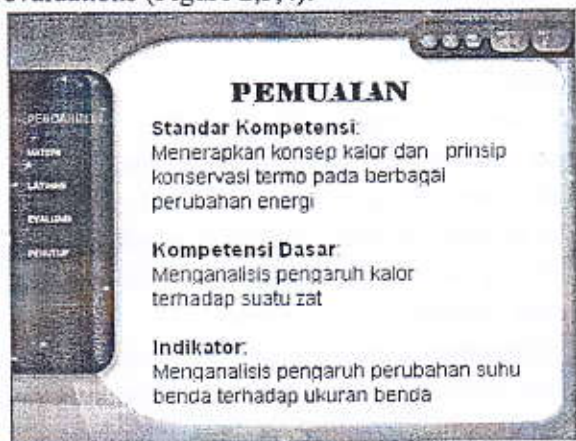 PEMUAIAN
Standar Kompetensi:
Menerapkan konsep kalor dan prinsip
konservasi termo pada berbagai
perubahan energi
Kompetensi Dasar:
Menganalisis pengaruh kalor
terhadap suatu zat
Indikator:
Menganalisis pengaruh perubahan suhu
benda terhadap ukuran benda
MATERI
LATIHAN
EVALUASI
PENUTUP